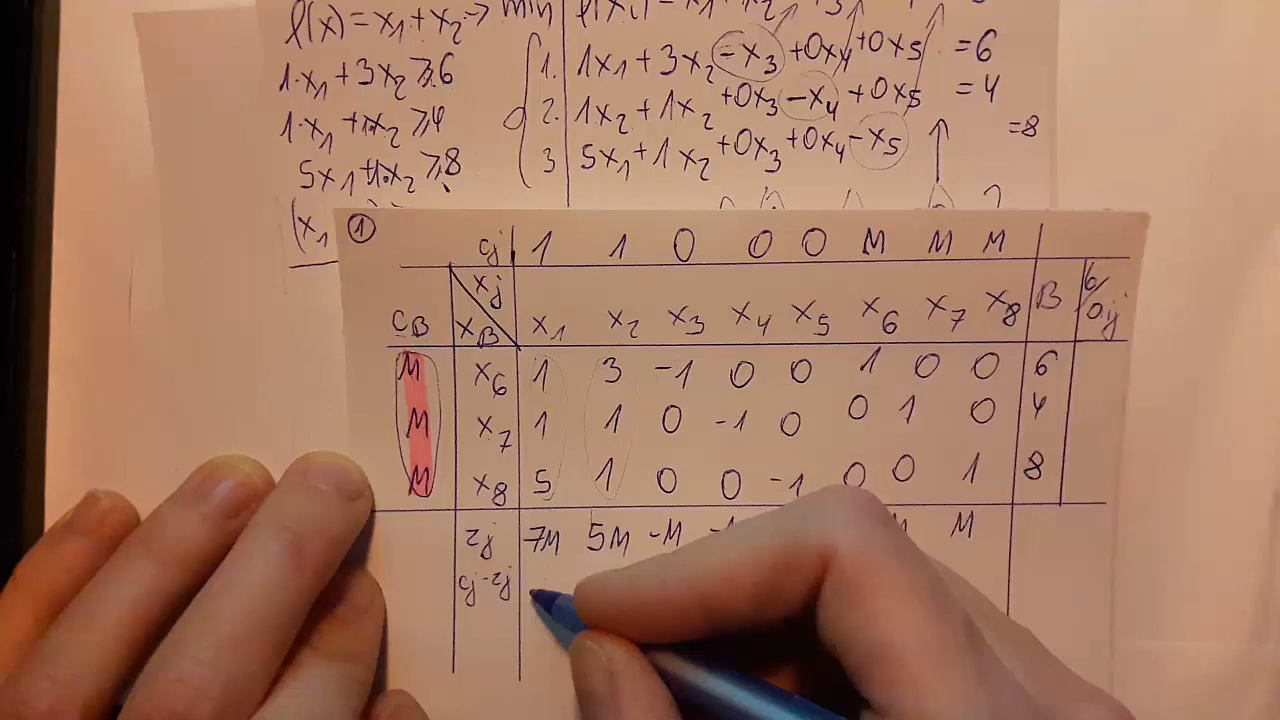 f(x) = x₁ + x₂ → min
1·x₁ + 3x₂ ≥ 6
1·x₁ + 1x₂ ≥ 4
5x₁ + 1·x₂ ≥ 8
(x₁
1. 1x₁ + 3x₂ - x₃ + 0x₄ + 0x₅ = 6
2. 1x₂ + 1x₂ + 0x₃ - x₄ + 0x₅ = 4
3 5x₁ + 1x₂ + 0x₃ + 0x₄ - x₅ = 8
① cj 1 1 0 0 0 M M M
CB xj xB x₁ x₂ x₃ x₄ x₅ x₆ x₇ x₈ B b/aij
M x₆ 1 3 -1 0 0 1 0 0 6
M x₇ 1 1 0 -1 0 0 1 0 4
M x₈ 5 1 0 0 -1 0 0 1 8
zj 7M 5M -M M
cj - zj